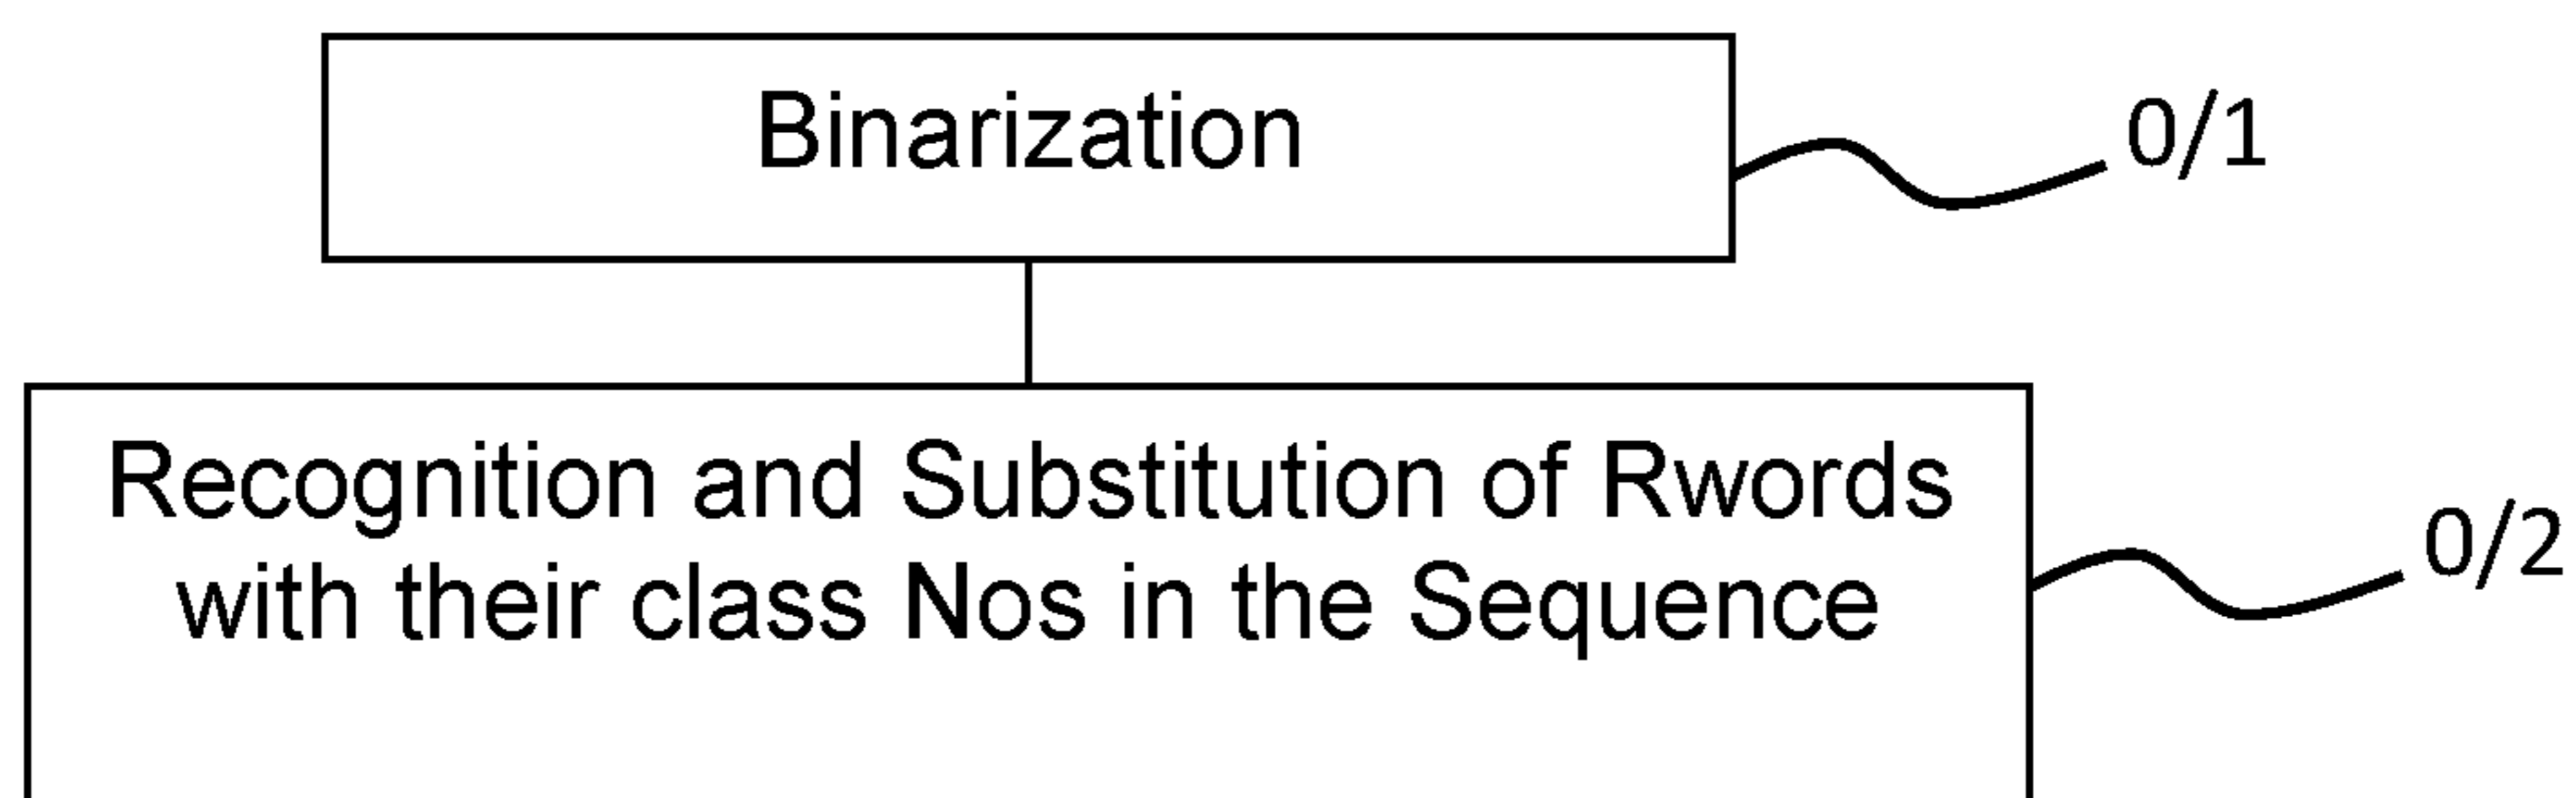 Binarization
0/1
Recognition and Substitution of Rwords
with their class Nos in the Sequence
0/2